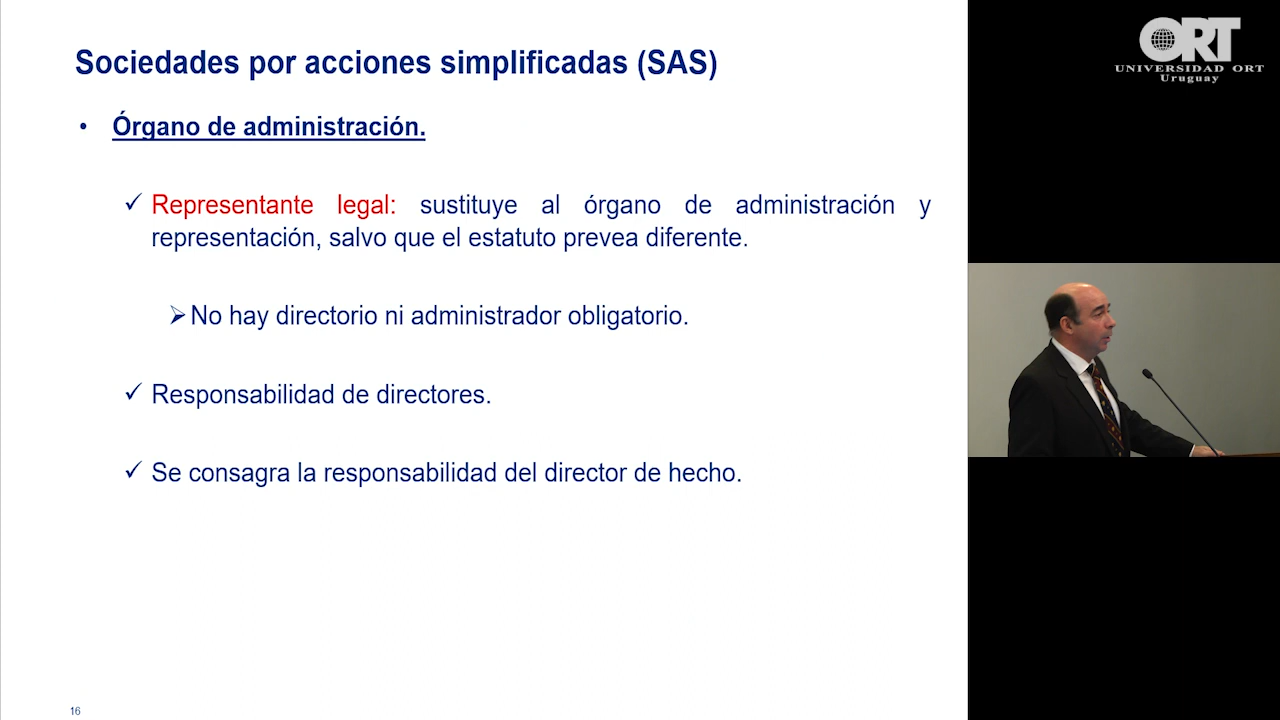 Sociedades por acciones simplificadas (SAS)
• Órgano de administración.
✓ Representante legal: sustituye al órgano de administración y
representación, salvo que el estatuto prevea diferente.
➢ No hay directorio ni administrador obligatorio.
✓ Responsabilidad de directores.
✓ Se consagra la responsabilidad del director de hecho.
16
ORT
UNIVERSIDAD ORT
Uruguay